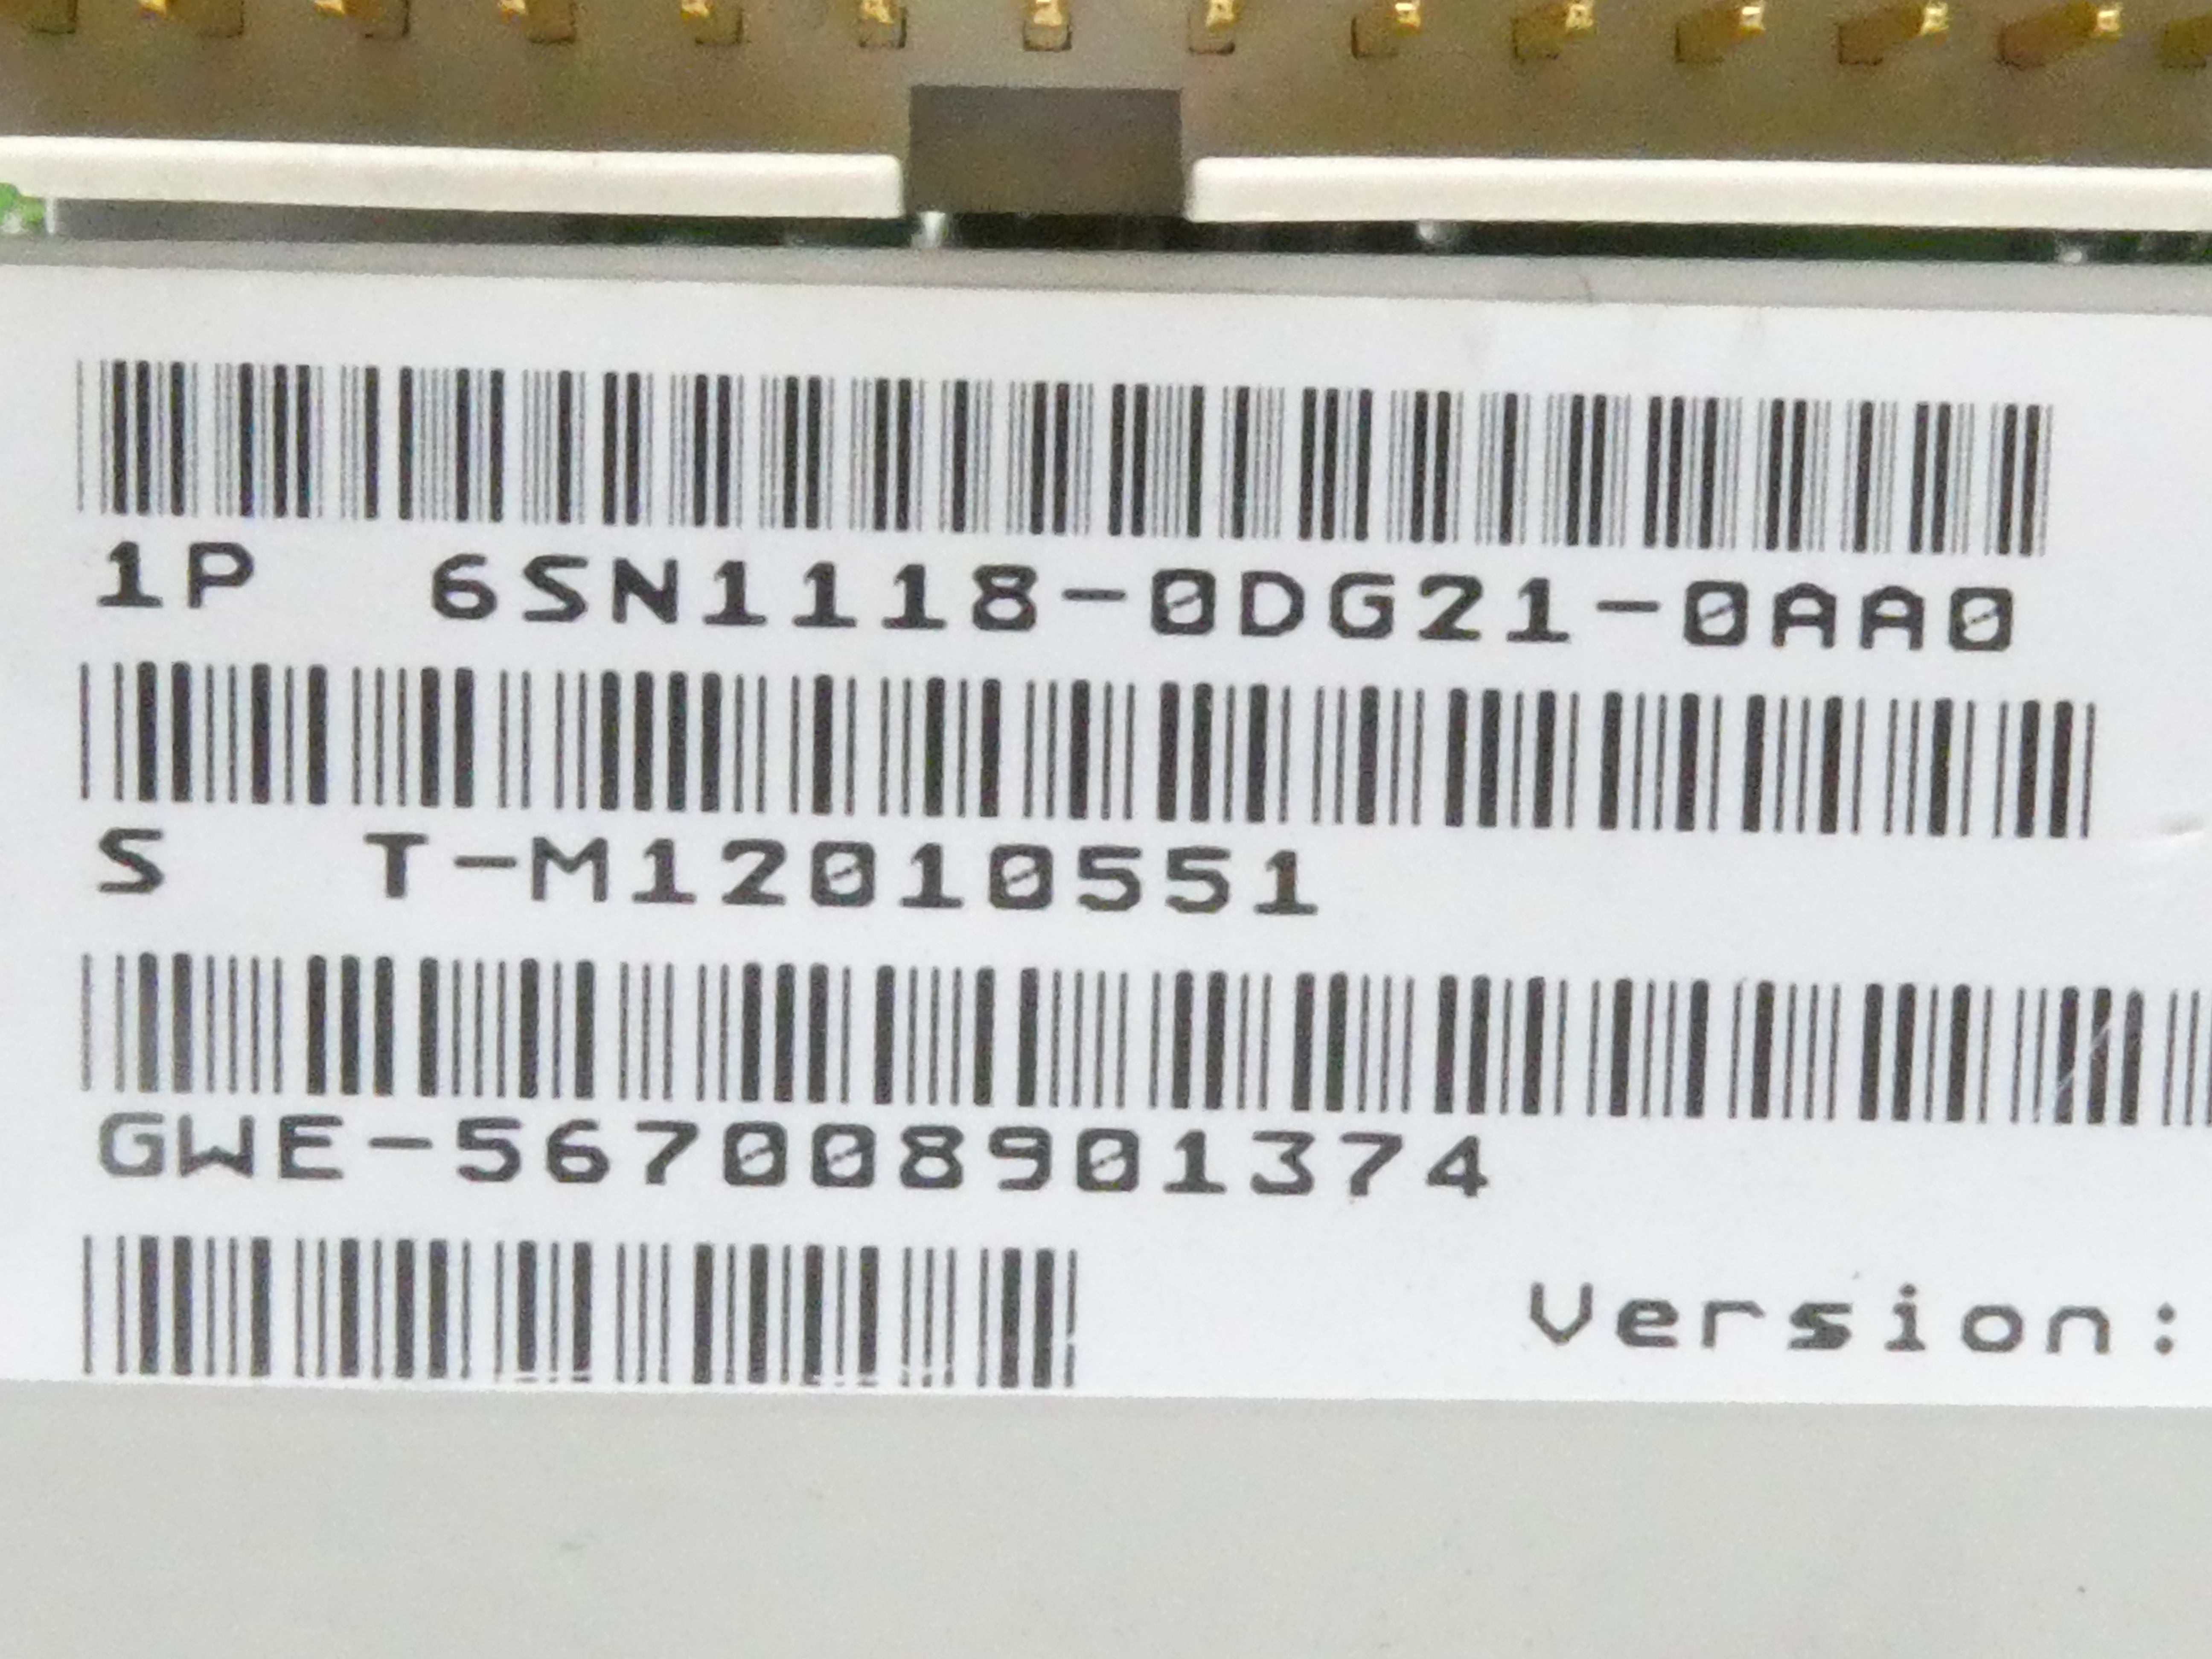 1P 6SN1118-0DG21-0AA0
S T-M12010551
GWE-567008901374
Version: